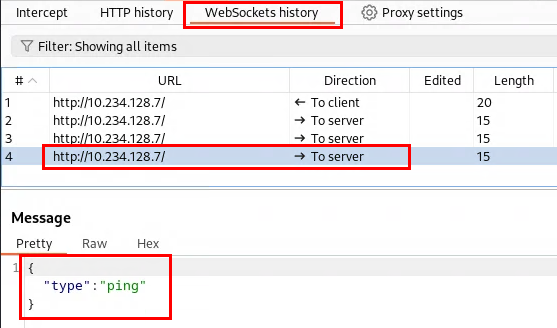 Intercept HTTP history WebSockets history Proxy settings
Filter: Showing all items
# URL Direction Edited Length
1 http://10.234.128.7/ ← To client 20
2 http://10.234.128.7/ → To server 15
3 http://10.234.128.7/ → To server 15
4 http://10.234.128.7/ → To server 15
Message
Pretty Raw Hex
1 {
"type":"ping"
}